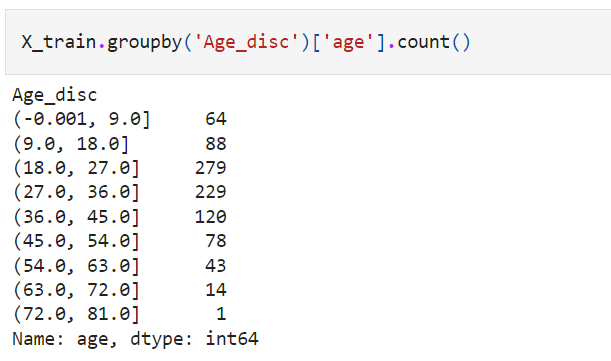 X_train.groupby('Age_disc')['age'].count()
Age_disc
(-0.001, 9.0]     64
(9.0, 18.0]       88
(18.0, 27.0]     279
(27.0, 36.0]     229
(36.0, 45.0]     120
(45.0, 54.0]      78
(54.0, 63.0]      43
(63.0, 72.0]      14
(72.0, 81.0]       1
Name: age, dtype: int64